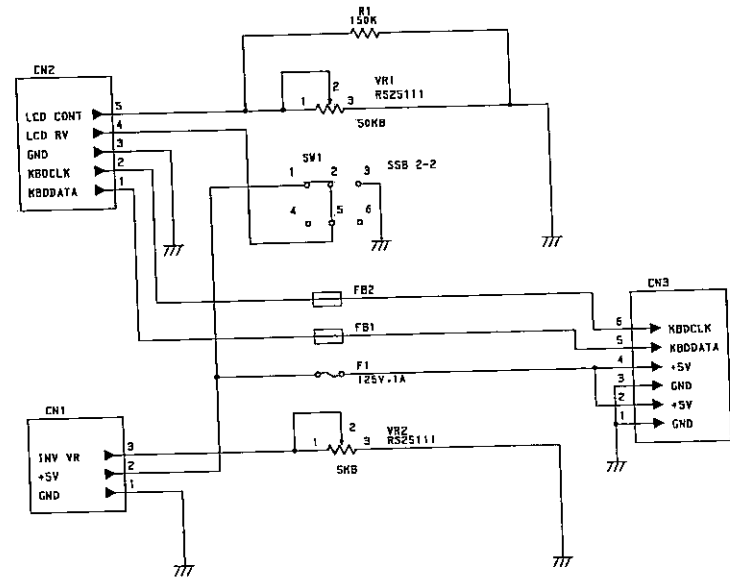 R1
150K
CN2
VR1
RS25111
2
1
3
50KB
LCD CONT
5
LCD RV
4
GND
3
KBDCLK
2
KBDDATA
1
SW1
SSB 2-2
1
2
3
4
5
6
FB2
CN3
FB1
6
KBDCLK
5
KBDDATA
F1
125V.1A
4
+5V
3
GND
2
+5V
1
GND
CN1
VR2
RS25111
2
1
3
5KB
INV VR
3
+5V
2
GND
1